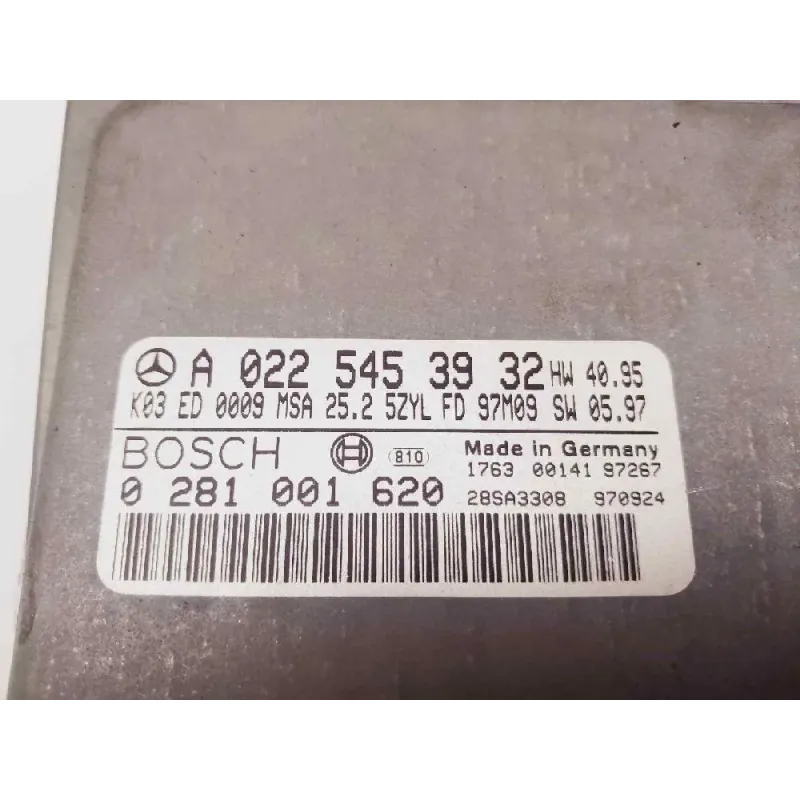 A 022 545 39 32 HW 40.95
K03 ED 0009 MSA 25.2 5ZYL FD 97M09 SW 05.97
BOSCH 810 Made in Germany
1763 00141 97267
0 281 001 620 28SA3308 970924